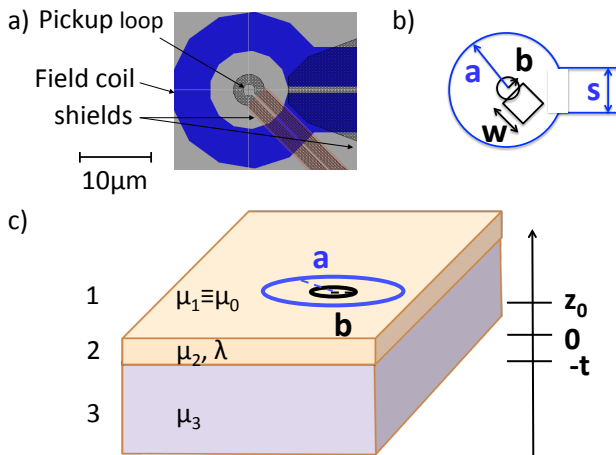 a)
Pickup loop
Field coil
shields
10μm
b)
a
b
w
s
c)
a
1
μ₁≡μ₀
b
z₀
2
μ₂, λ
0
-t
3
μ₃